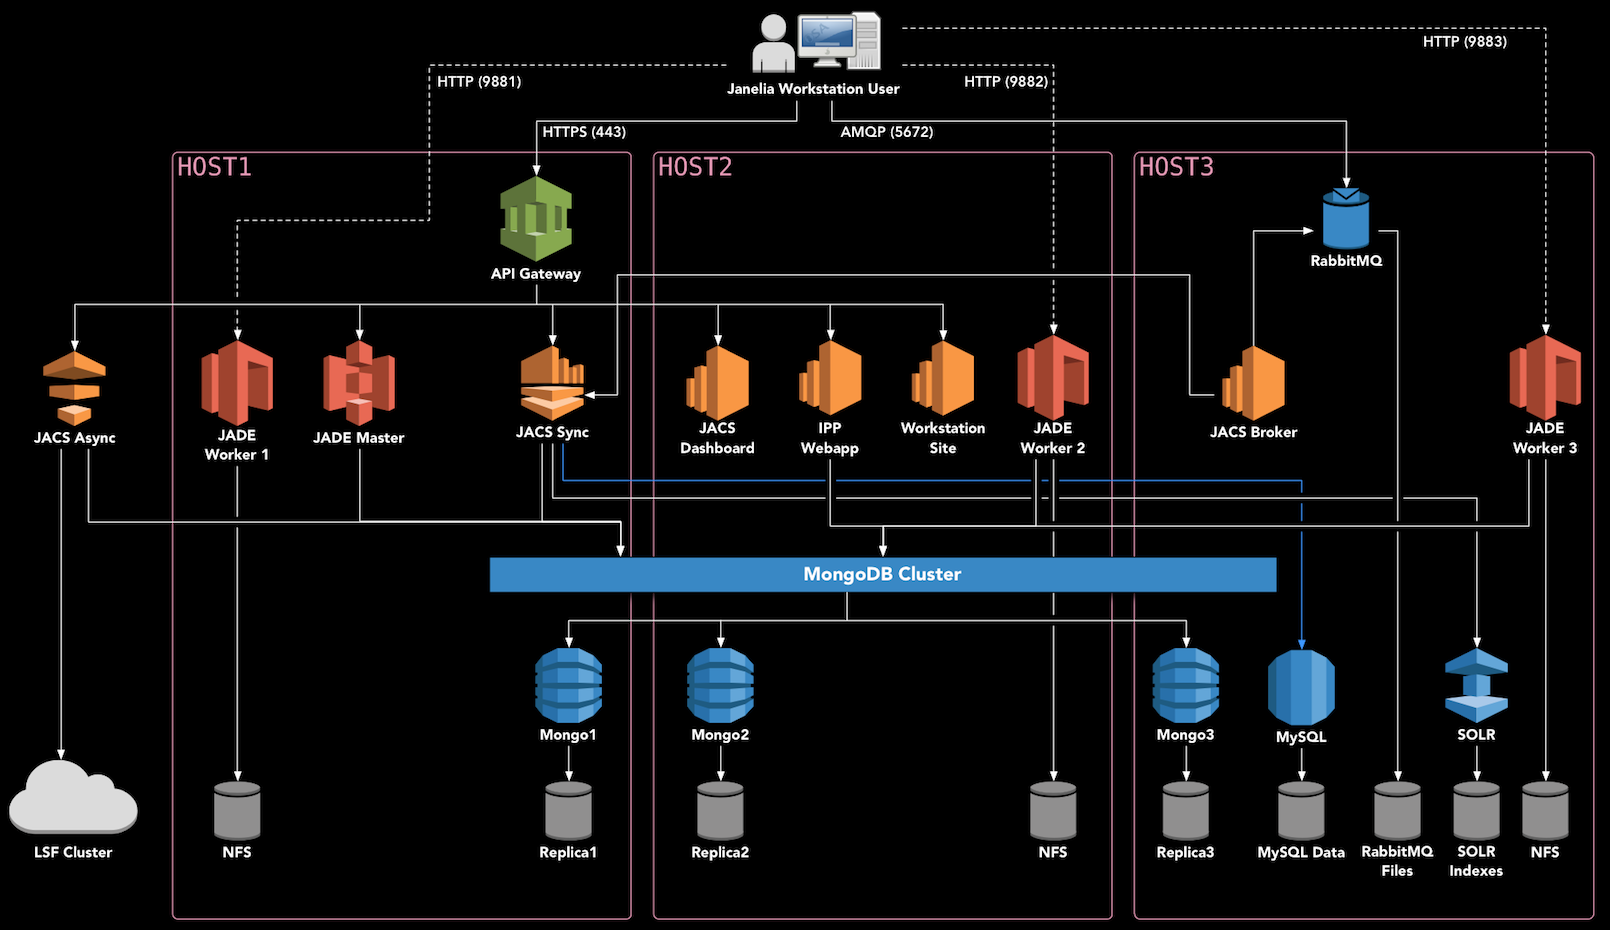 HTTP (9883)
HTTP (9881)
HTTP (9882)
Janelia Workstation User
HTTPS (443)
AMQP (5672)
HOST1
HOST2
HOST3
API Gateway
RabbitMQ
JACS Async
JADE
Worker 1
JADE Master
JACS Sync
JACS
Dashboard
IPP
Webapp
Workstation
Site
JADE
Worker 2
JACS Broker
JADE
Worker 3
MongoDB Cluster
Mongo1
Mongo2
Mongo3
MySQL
SOLR
LSF Cluster
NFS
Replica1
Replica2
NFS
Replica3
MySQL Data
RabbitMQ
Files
SOLR
Indexes
NFS